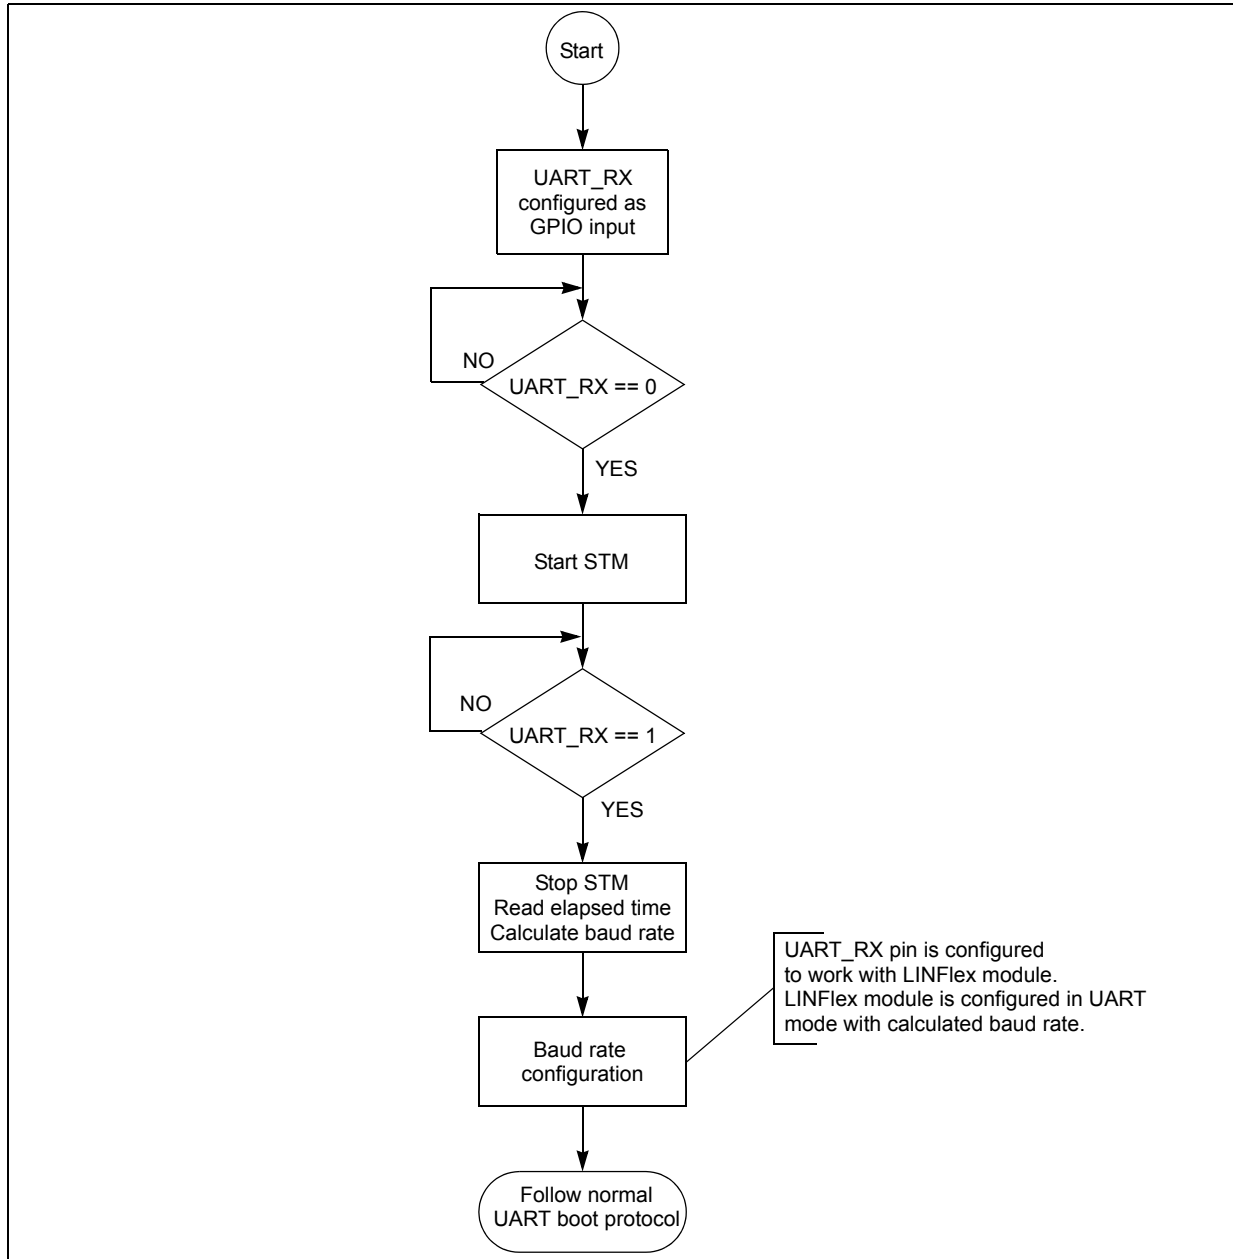 Start
UART_RX
configured as
GPIO input
NO
UART_RX == 0
YES
Start STM
NO
UART_RX == 1
YES
Stop STM
Read elapsed time
Calculate baud rate
UART_RX pin is configured
to work with LINFlex module.
LINFlex module is configured in UART
mode with calculated baud rate.
Baud rate
configuration
Follow normal
UART boot protocol